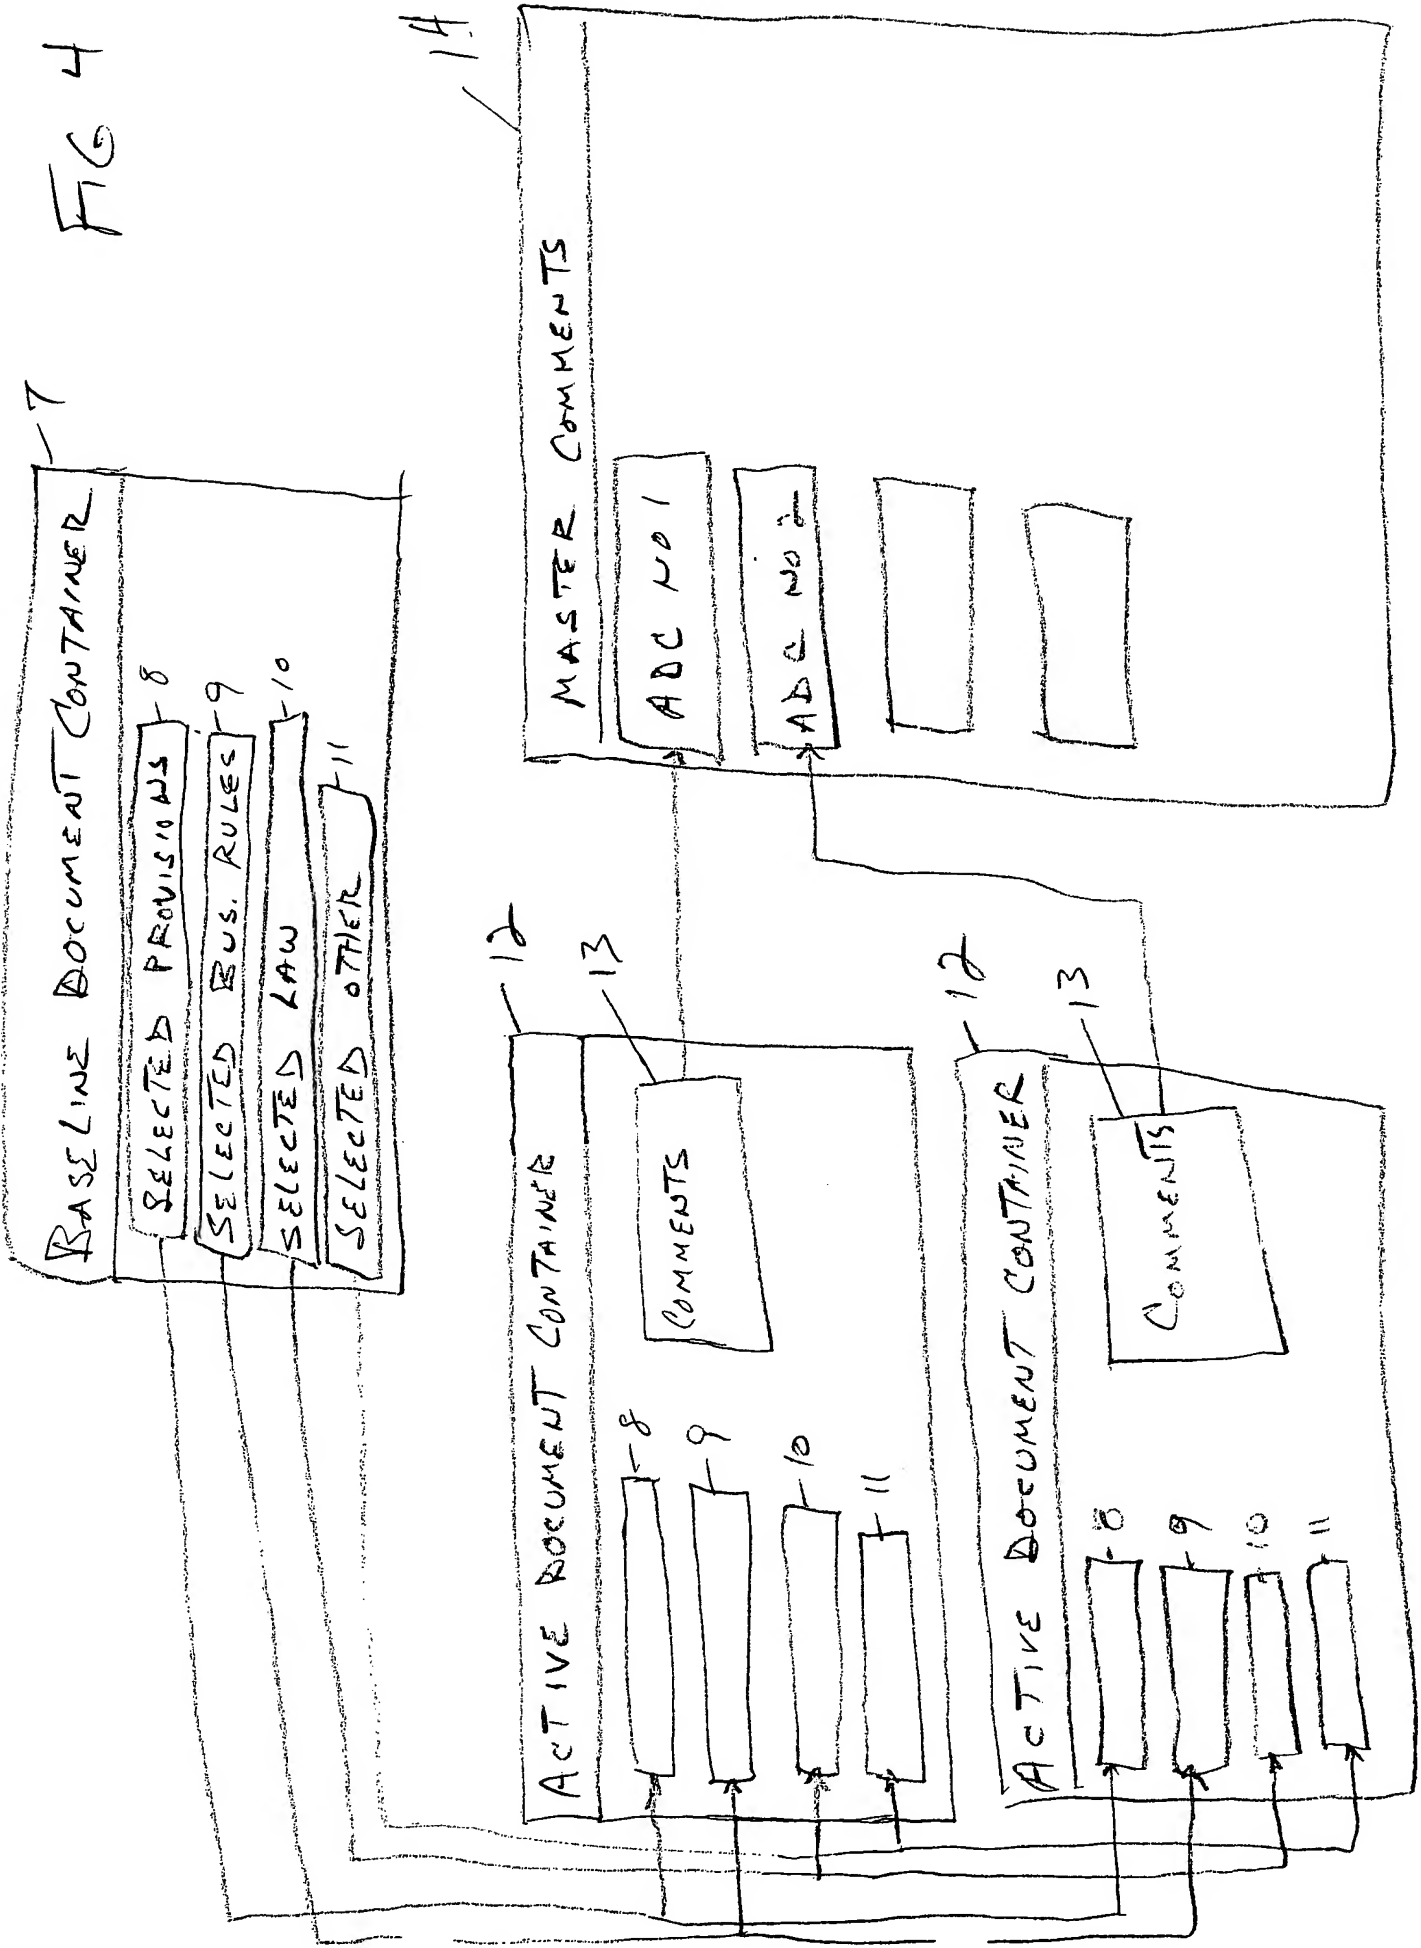 FIG 4
BASELINE DOCUMENT CONTAINER
7
SELECTED PROVISIONS
8
SELECTED BUS. RULES
9
SELECTED LAW
10
SELECTED OTHER
11
ACTIVE DOCUMENT CONTAINER
12
8
9
10
11
COMMENTS
13
ACTIVE DOCUMENT CONTAINER
12
8
9
10
11
COMMENTS
13
MASTER COMMENTS
14
ADC NO 1
ADC NO 2